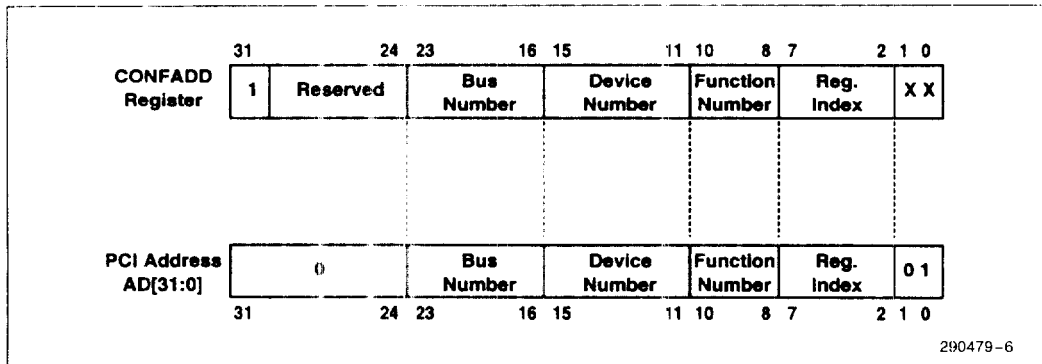 31 24 23 16 15 11 10 8 7 2 1 0
CONFADD Register
1 Reserved
Bus Number
Device Number
Function Number
Reg. Index
X X
PCI Address AD[31:0]
0
Bus Number
Device Number
Function Number
Reg. Index
0 1
31 24 23 16 15 11 10 8 7 2 1 0
290479-6